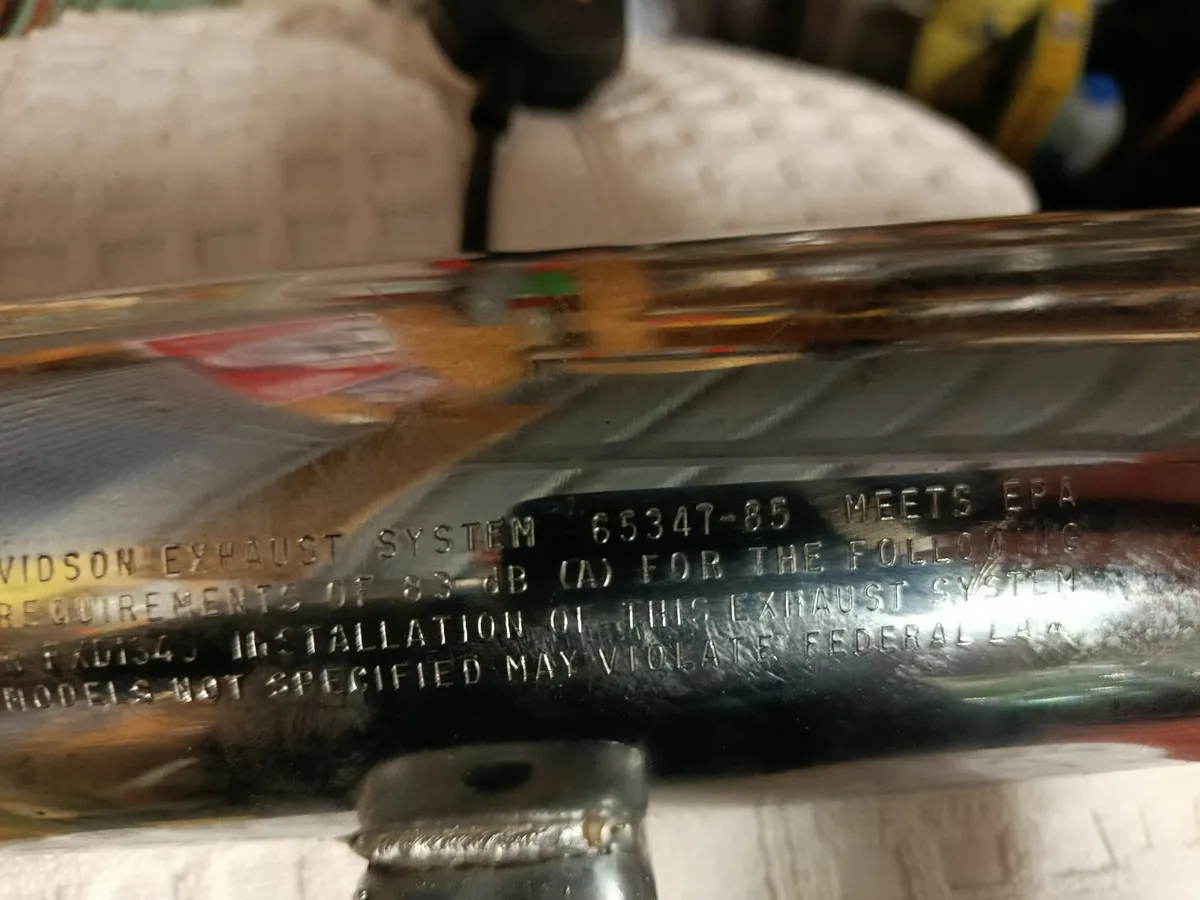 VIDSON EXHAUST SYSTEM 65347-85 MEETS EPA
REQUIREMENTS OF 83 dB (A) FOR THE FOLLOWING
INSTALLATION OF THIS EXHAUST SYSTEM
MODELS NOT SPECIFIED MAY VIOLATE FEDERAL LAW